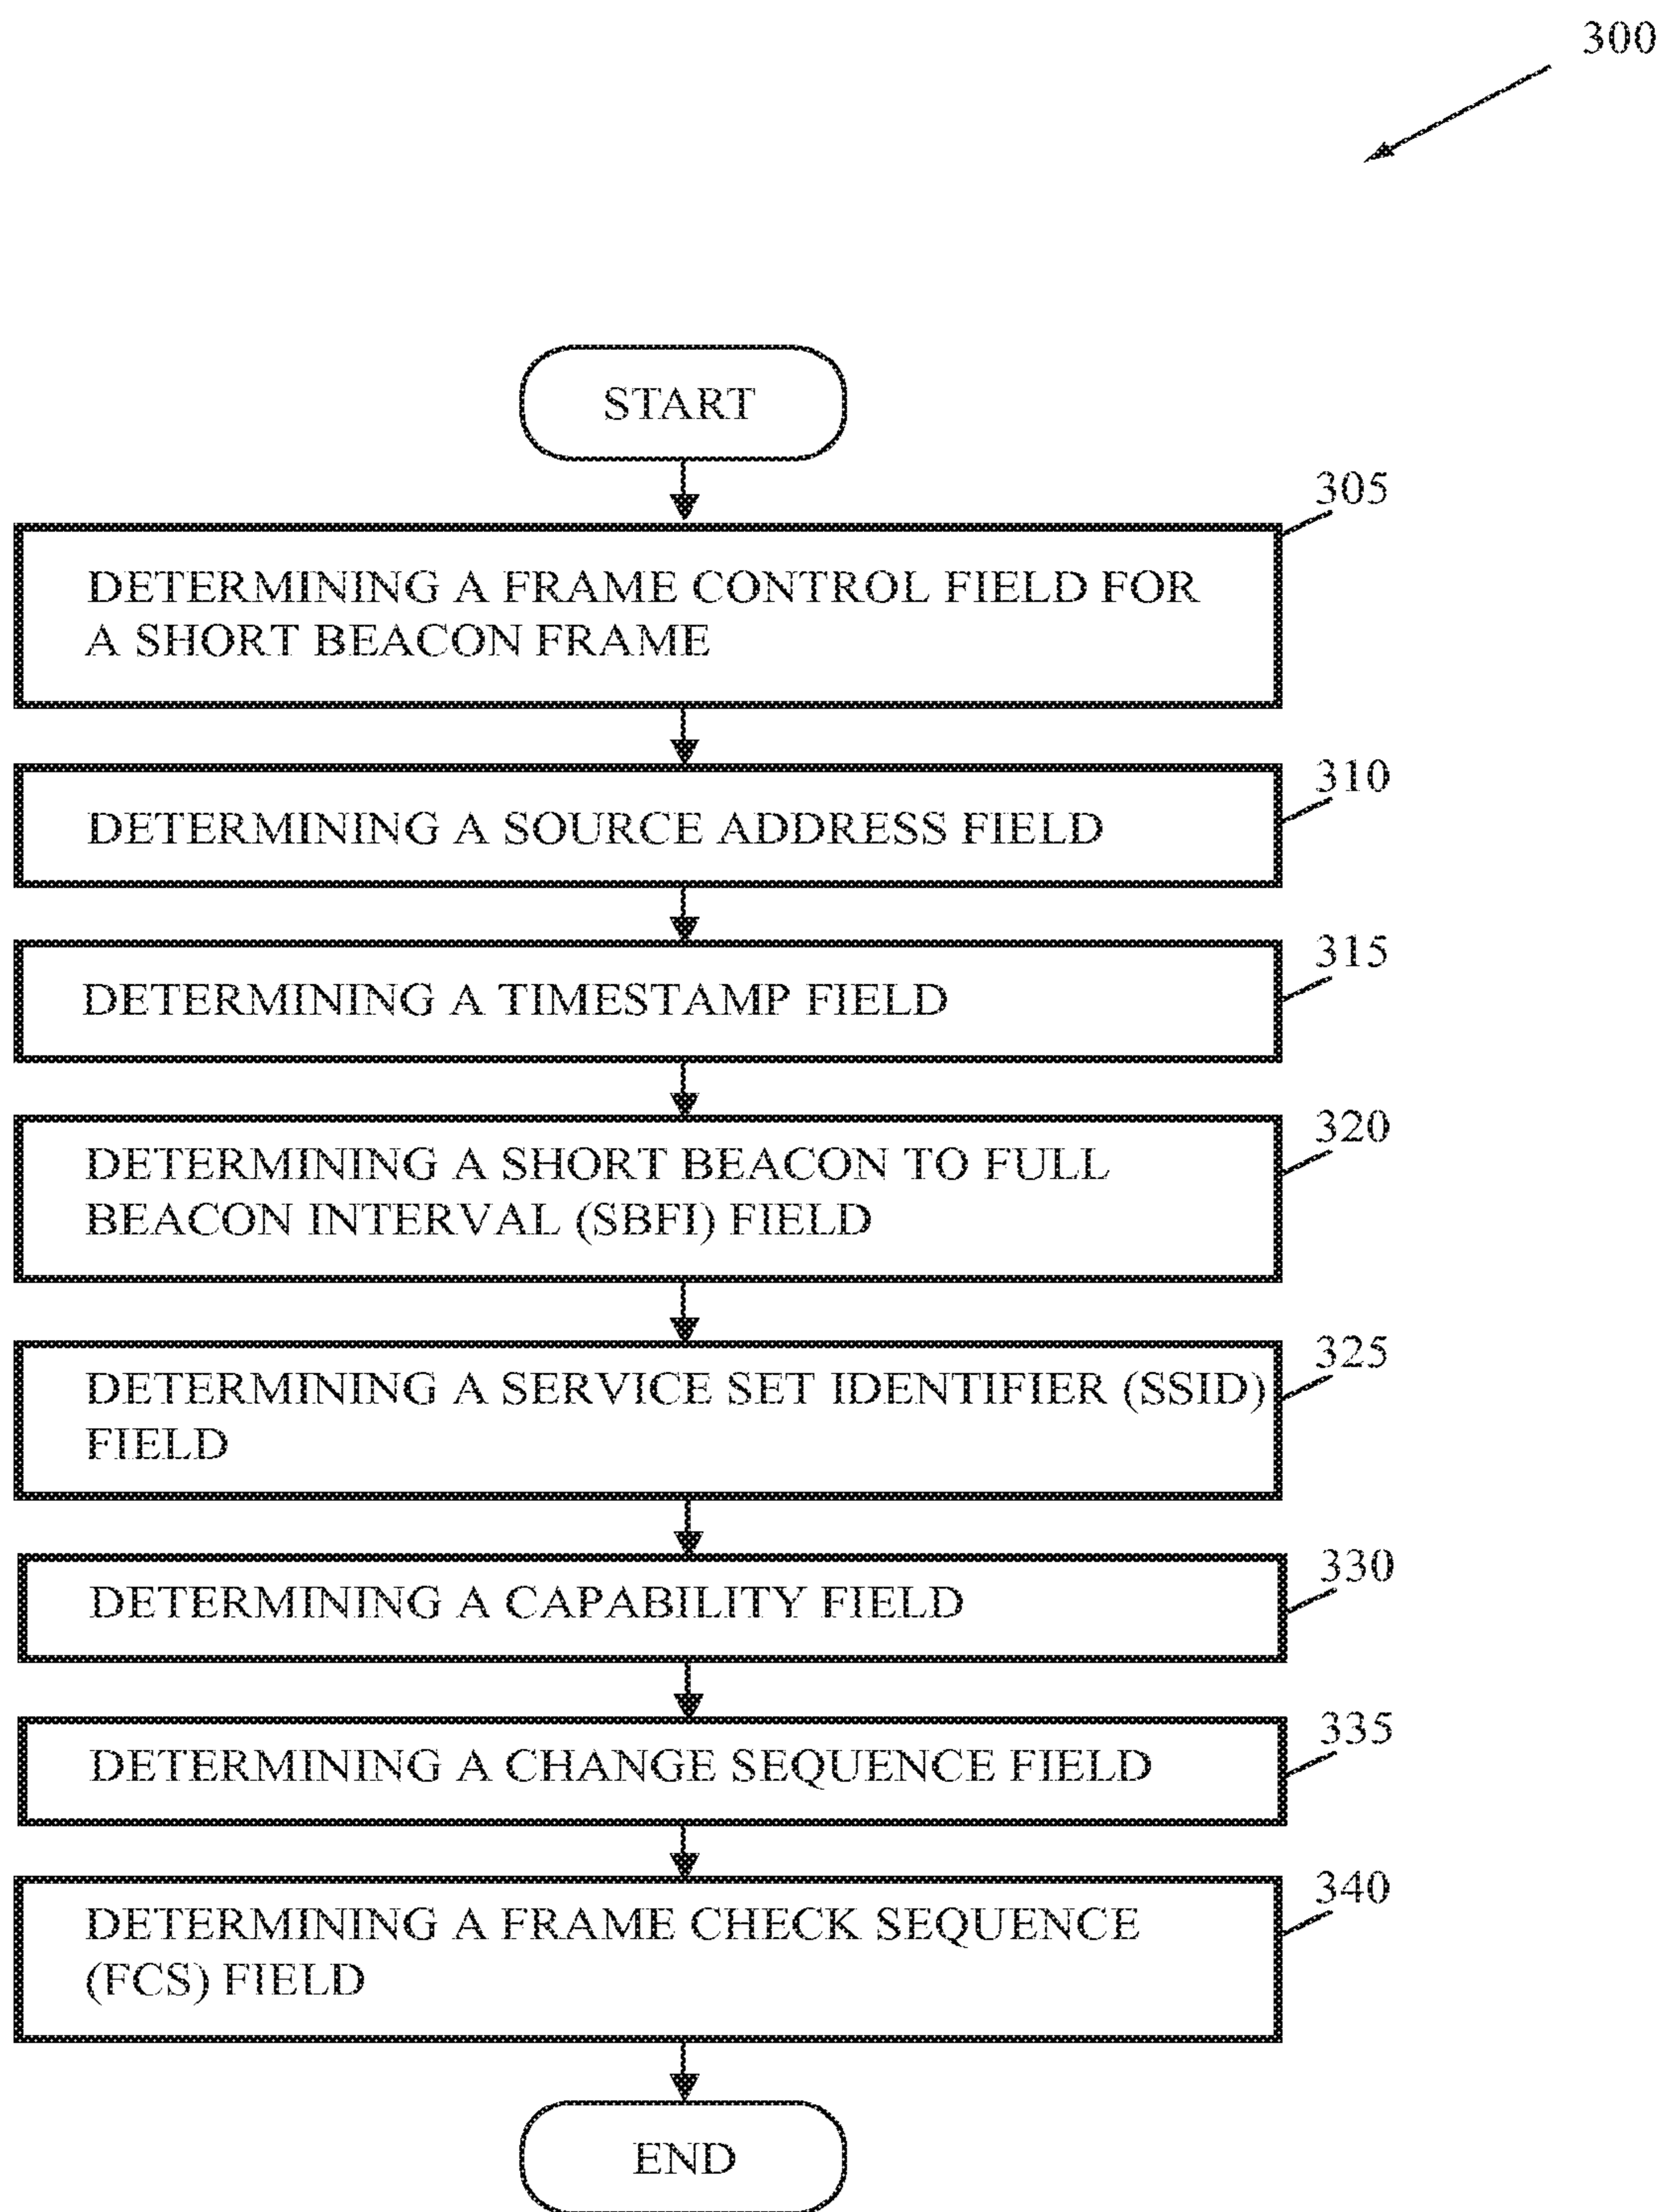 300
START
305
DETERMINING A FRAME CONTROL FIELD FOR
A SHORT BEACON FRAME
310
DETERMINING A SOURCE ADDRESS FIELD
315
DETERMINING A TIMESTAMP FIELD
320
DETERMINING A SHORT BEACON TO FULL
BEACON INTERVAL (SBFI) FIELD
325
DETERMINING A SERVICE SET IDENTIFIER (SSID)
FIELD
330
DETERMINING A CAPABILITY FIELD
335
DETERMINING A CHANGE SEQUENCE FIELD
340
DETERMINING A FRAME CHECK SEQUENCE
(FCS) FIELD
END